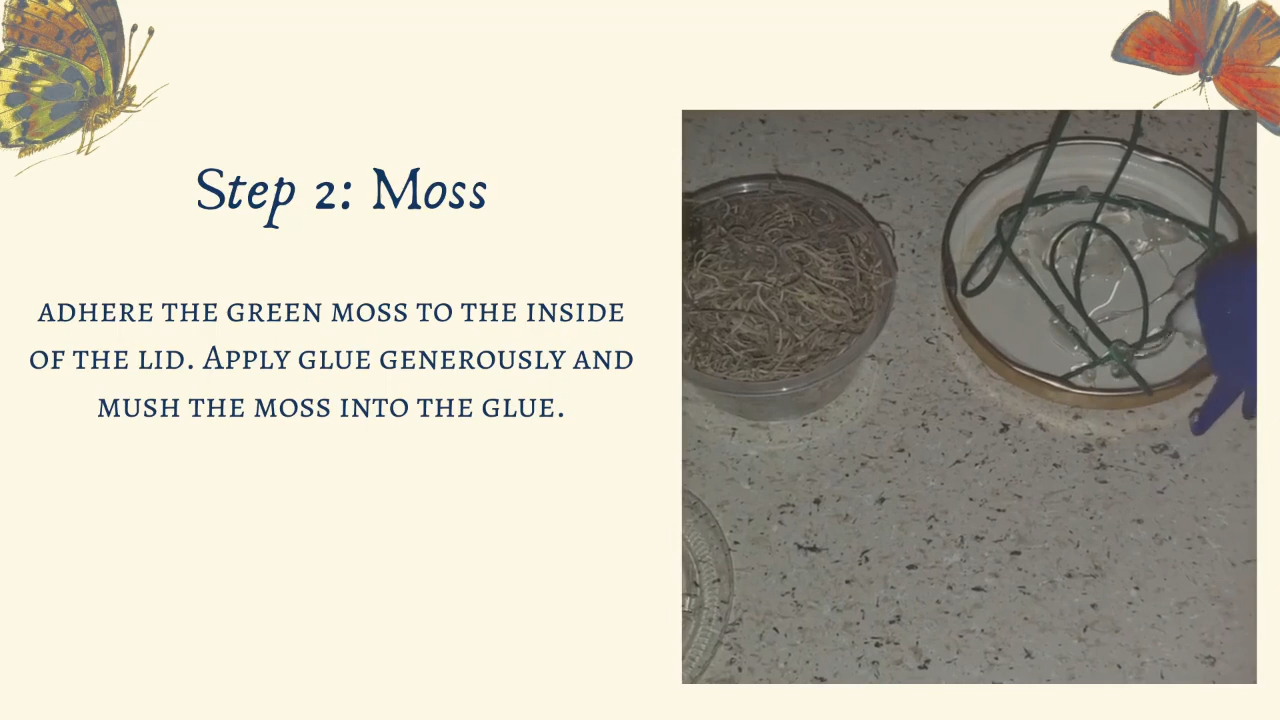 Step 2: Moss
adhere the green moss to the inside
of the lid. Apply glue generously and
mush the moss into the glue.